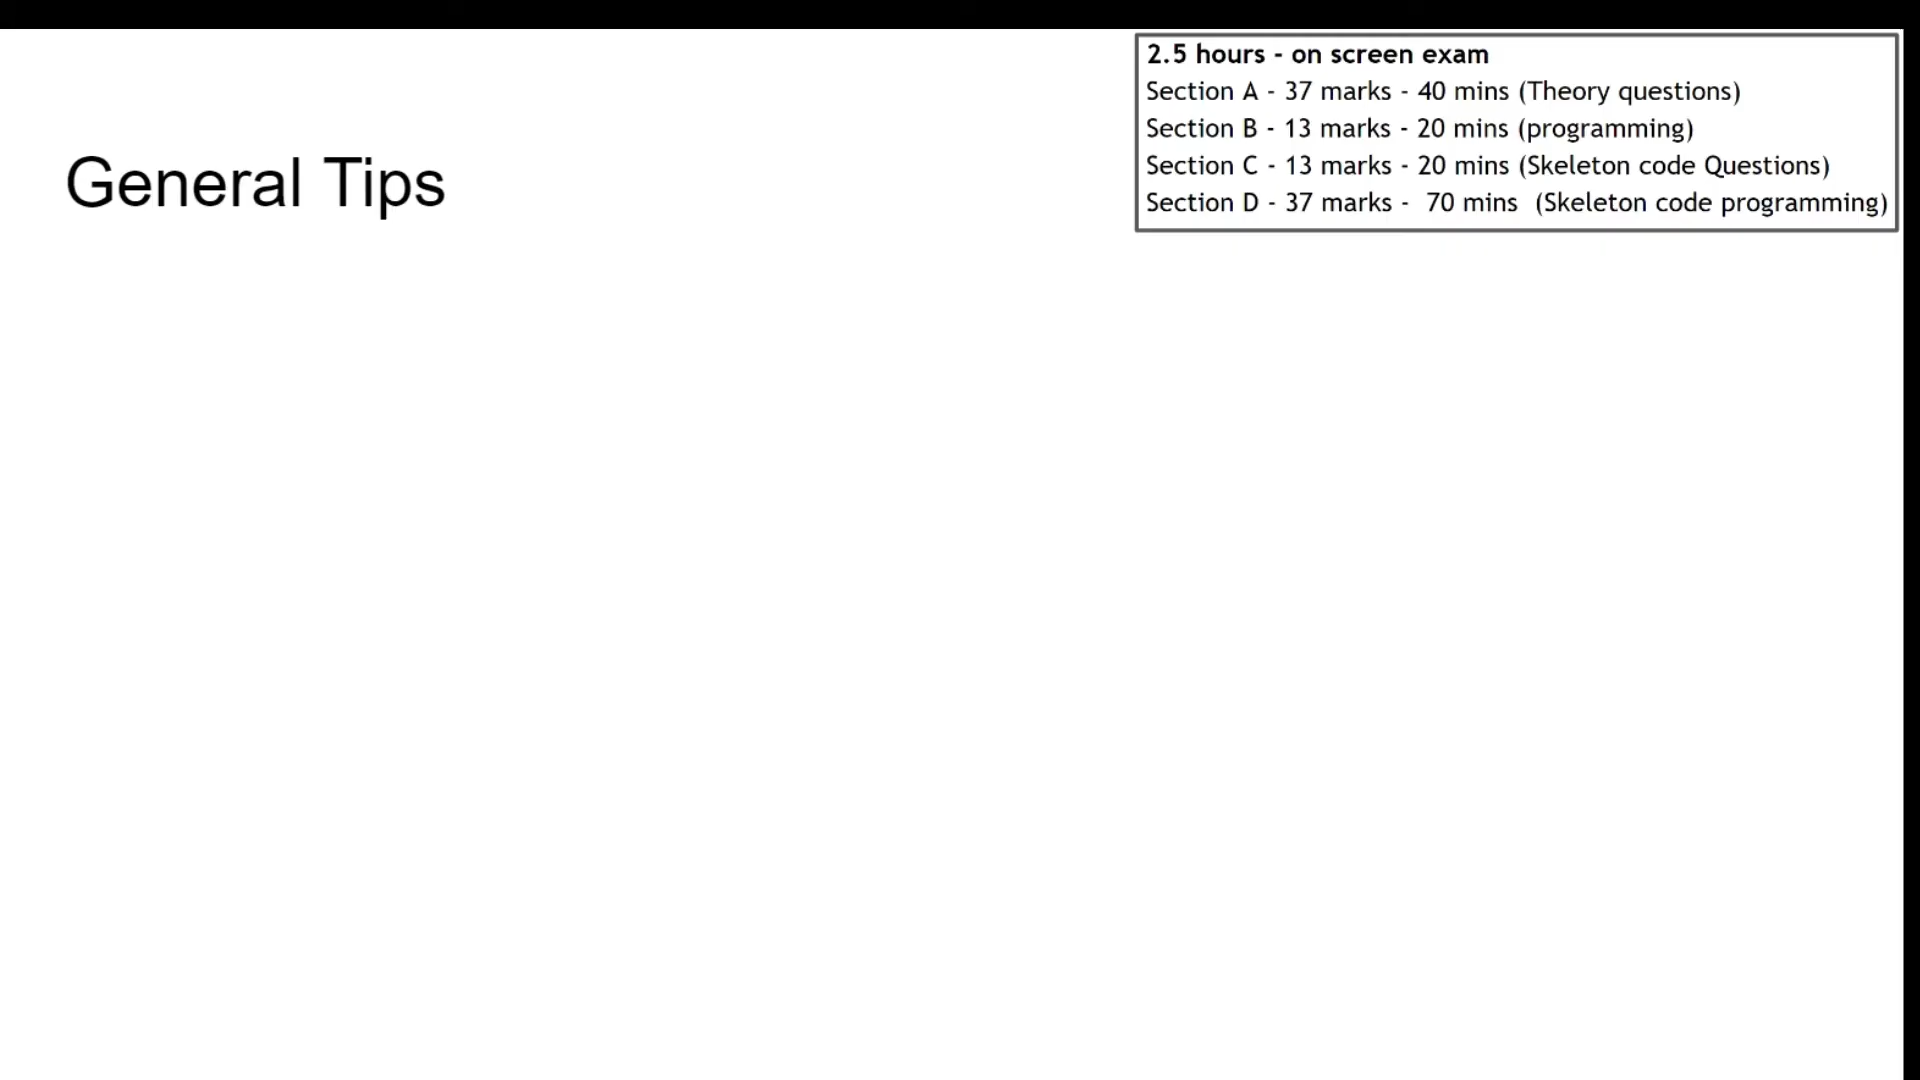 2.5 hours - on screen exam
Section A - 37 marks - 40 mins (Theory questions)
Section B - 13 marks - 20 mins (programming)
Section C - 13 marks - 20 mins (Skeleton code Questions)
Section D - 37 marks - 70 mins (Skeleton code programming)
General Tips